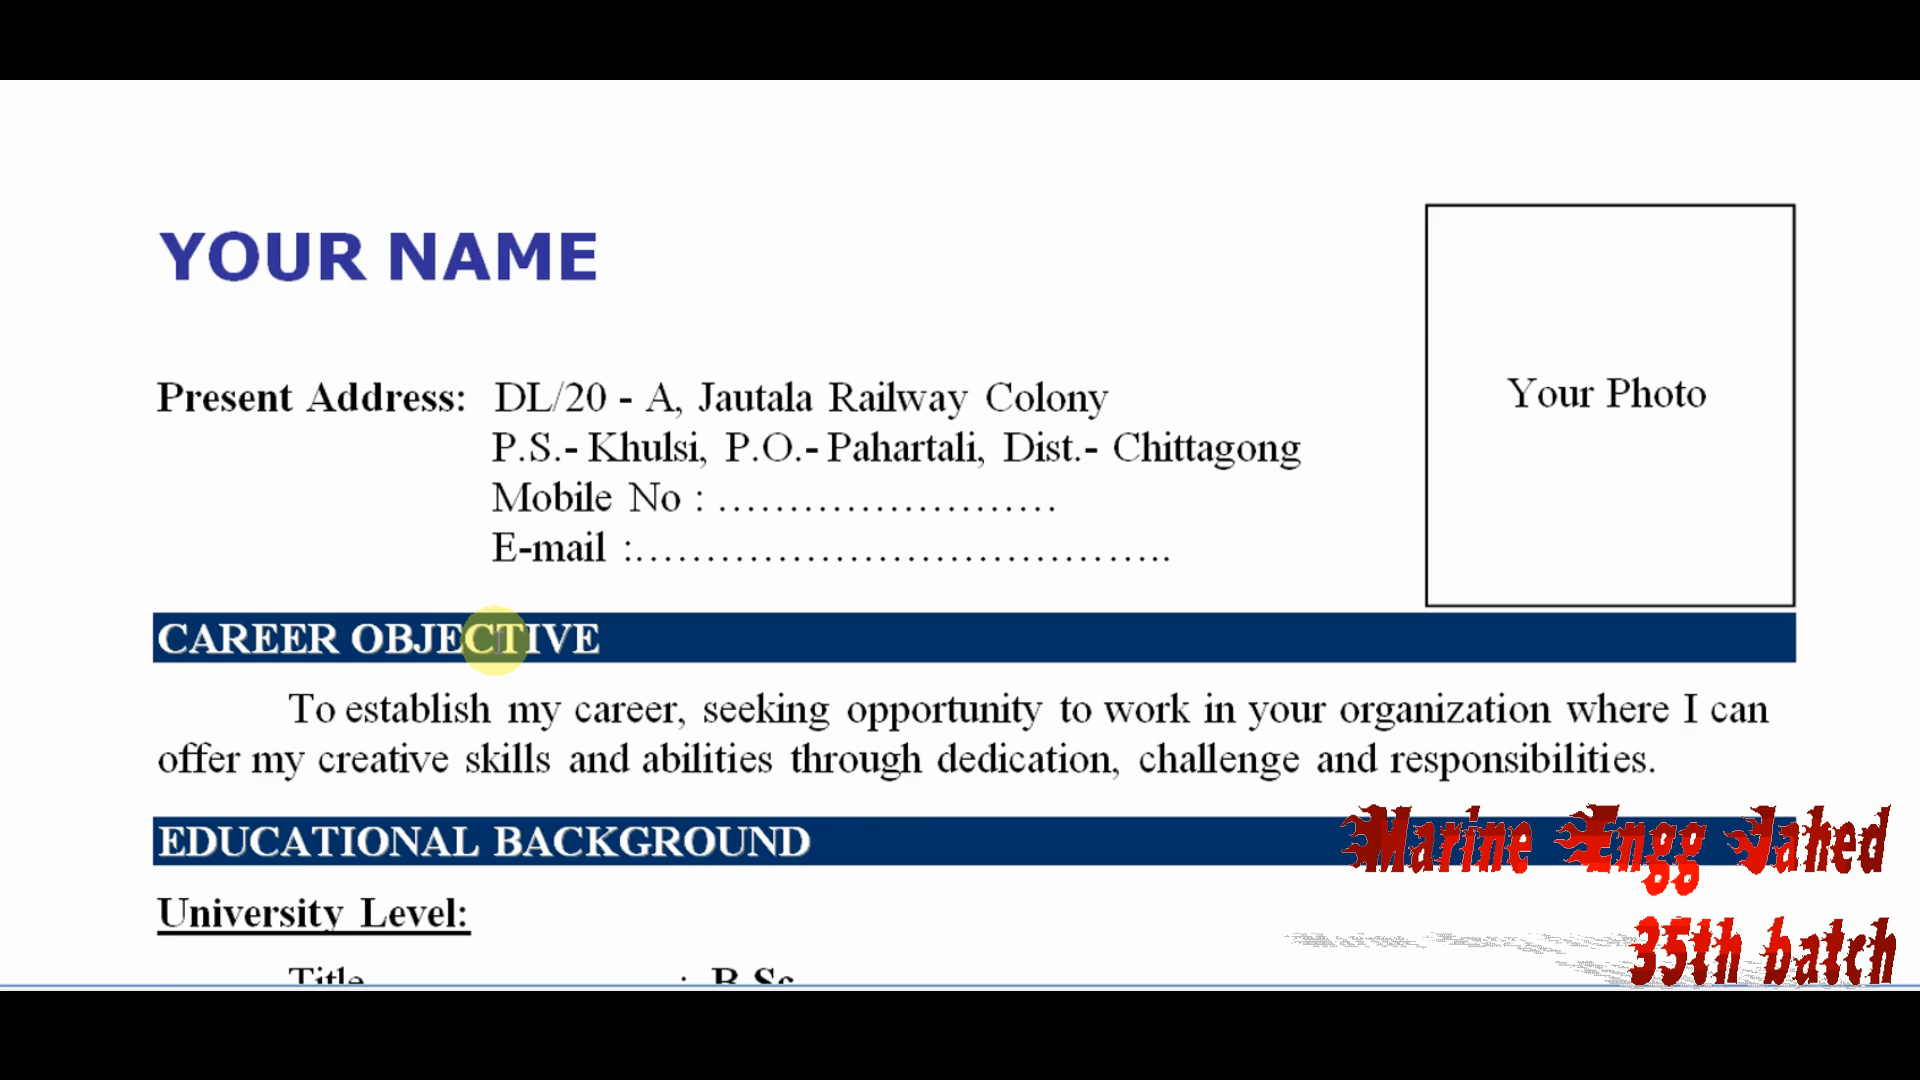 YOUR NAME
Your Photo
Present Address: DL/20 - A, Jautala Railway Colony
P.S.- Khulsi, P.O.- Pahartali, Dist.- Chittagong
Mobile No : ........................
E-mail :......................................
CAREER OBJECTIVE
To establish my career, seeking opportunity to work in your organization where I can
offer my creative skills and abilities through dedication, challenge and responsibilities.
EDUCATIONAL BACKGROUND
Marine Engg Jahed
University Level:
35th batch
Title : B.Sc